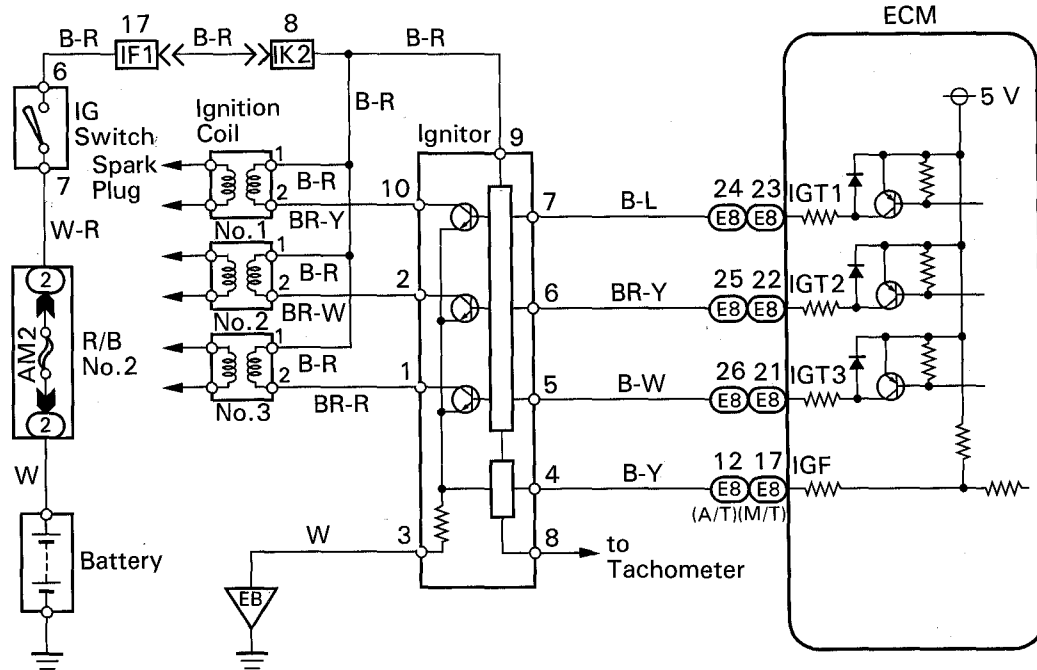 ECM
17
8
B-R
IF1
B-R
IK2
B-R
6
IG
Switch
7
Spark
Plug
Ignition
Coil
B-R
Ignitor
9
5 V
1
B-R
2
BR-Y
10
No.1
7
B-L
24 23
E8 E8
IGT1
W-R
1
B-R
2
BR-W
2
No.2
6
BR-Y
25 22
E8 E8
IGT2
2
AM2
2
R/B
No.2
1
B-R
2
BR-R
1
No.3
5
B-W
26 21
E8 E8
IGT3
W
4
B-Y
12 17
E8 E8
(A/T)(M/T)
IGF
Battery
W
3
8
to
Tachometer
EB